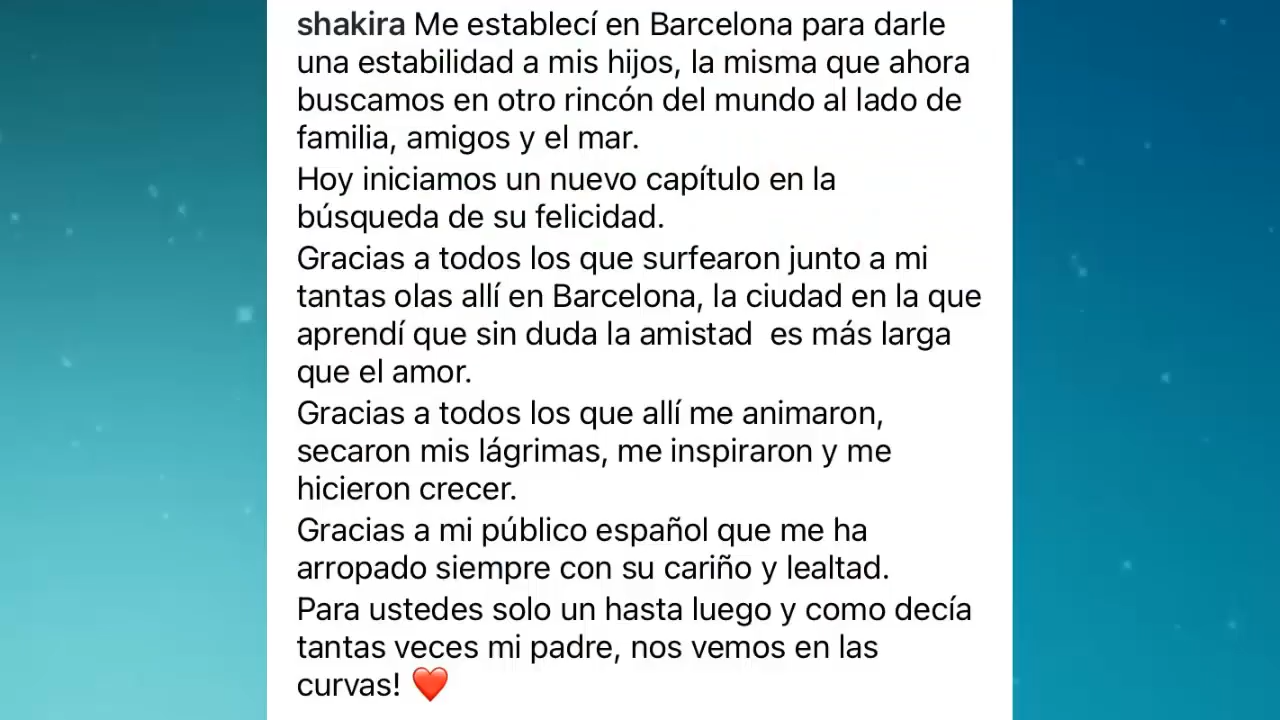 shakira Me establecí en Barcelona para darle
una estabilidad a mis hijos, la misma que ahora
buscamos en otro rincón del mundo al lado de
familia, amigos y el mar.
Hoy iniciamos un nuevo capítulo en la
búsqueda de su felicidad.
Gracias a todos los que surfearon junto a mi
tantas olas allí en Barcelona, la ciudad en la que
aprendí que sin duda la amistad  es más larga
que el amor.
Gracias a todos los que allí me animaron,
secaron mis lágrimas, me inspiraron y me
hicieron crecer.
Gracias a mi público español que me ha
arropado siempre con su cariño y lealtad.
Para ustedes solo un hasta luego y como decía
tantas veces mi padre, nos vemos en las
curvas! ❤️